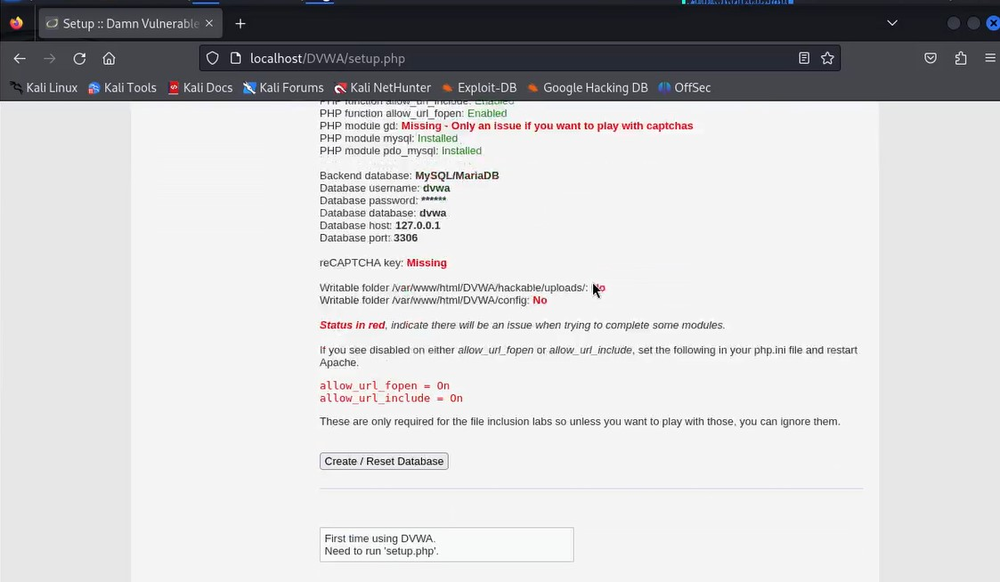 Setup :: Damn Vulnerable
localhost/DVWA/setup.php
Kali Linux Kali Tools Kali Docs Kali Forums Kali NetHunter Exploit-DB Google Hacking DB OffSec
PHP function allow_url_include: Enabled
PHP function allow_url_fopen: Enabled
PHP module gd: Missing - Only an issue if you want to play with captchas
PHP module mysql: Installed
PHP module pdo_mysql: Installed
Backend database: MySQL/MariaDB
Database username: dvwa
Database password: ******
Database database: dvwa
Database host: 127.0.0.1
Database port: 3306
reCAPTCHA key: Missing
Writable folder /var/www/html/DVWA/hackable/uploads/: No
Writable folder /var/www/html/DVWA/config: No
Status in red, indicate there will be an issue when trying to complete some modules.
If you see disabled on either allow_url_fopen or allow_url_include, set the following in your php.ini file and restart
Apache.
allow_url_fopen = On
allow_url_include = On
These are only required for the file inclusion labs so unless you want to play with those, you can ignore them.
Create / Reset Database
First time using DVWA.
Need to run 'setup.php'.